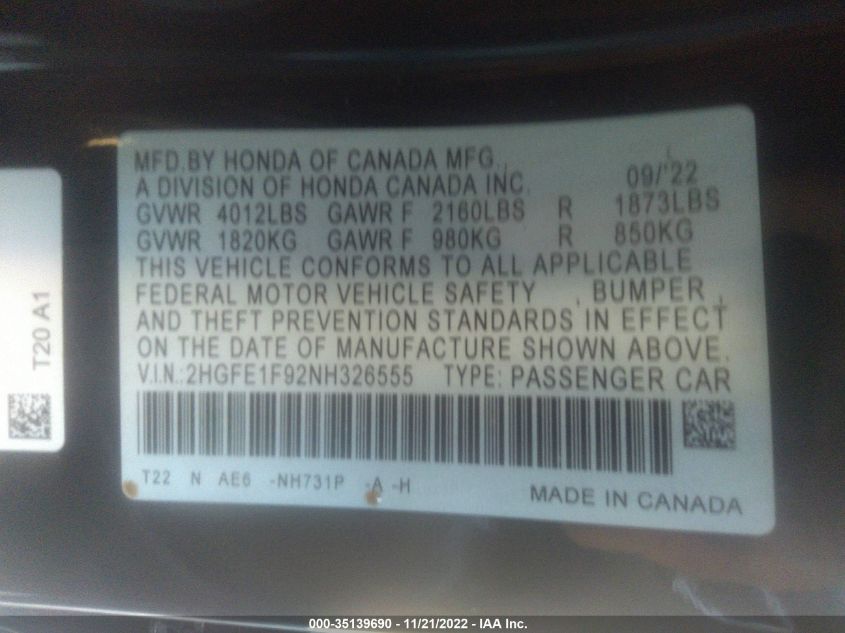 MFD.BY HONDA OF CANADA MFG.,
A DIVISION OF HONDA CANADA INC. 09/'22
GVWR 4012LBS GAWR F 2160LBS R 1873LBS
GVWR 1820KG GAWR F 980KG R 850KG
THIS VEHICLE CONFORMS TO ALL APPLICABLE
FEDERAL MOTOR VEHICLE SAFETY , BUMPER ,
AND THEFT PREVENTION STANDARDS IN EFFECT
ON THE DATE OF MANUFACTURE SHOWN ABOVE.
V.I.N.:2HGFE1F92NH326555 TYPE: PASSENGER CAR
T22 N AE6 -NH731P -A -H
MADE IN CANADA
T20 A1
000-35139690 - 11/21/2022 - IAA Inc.